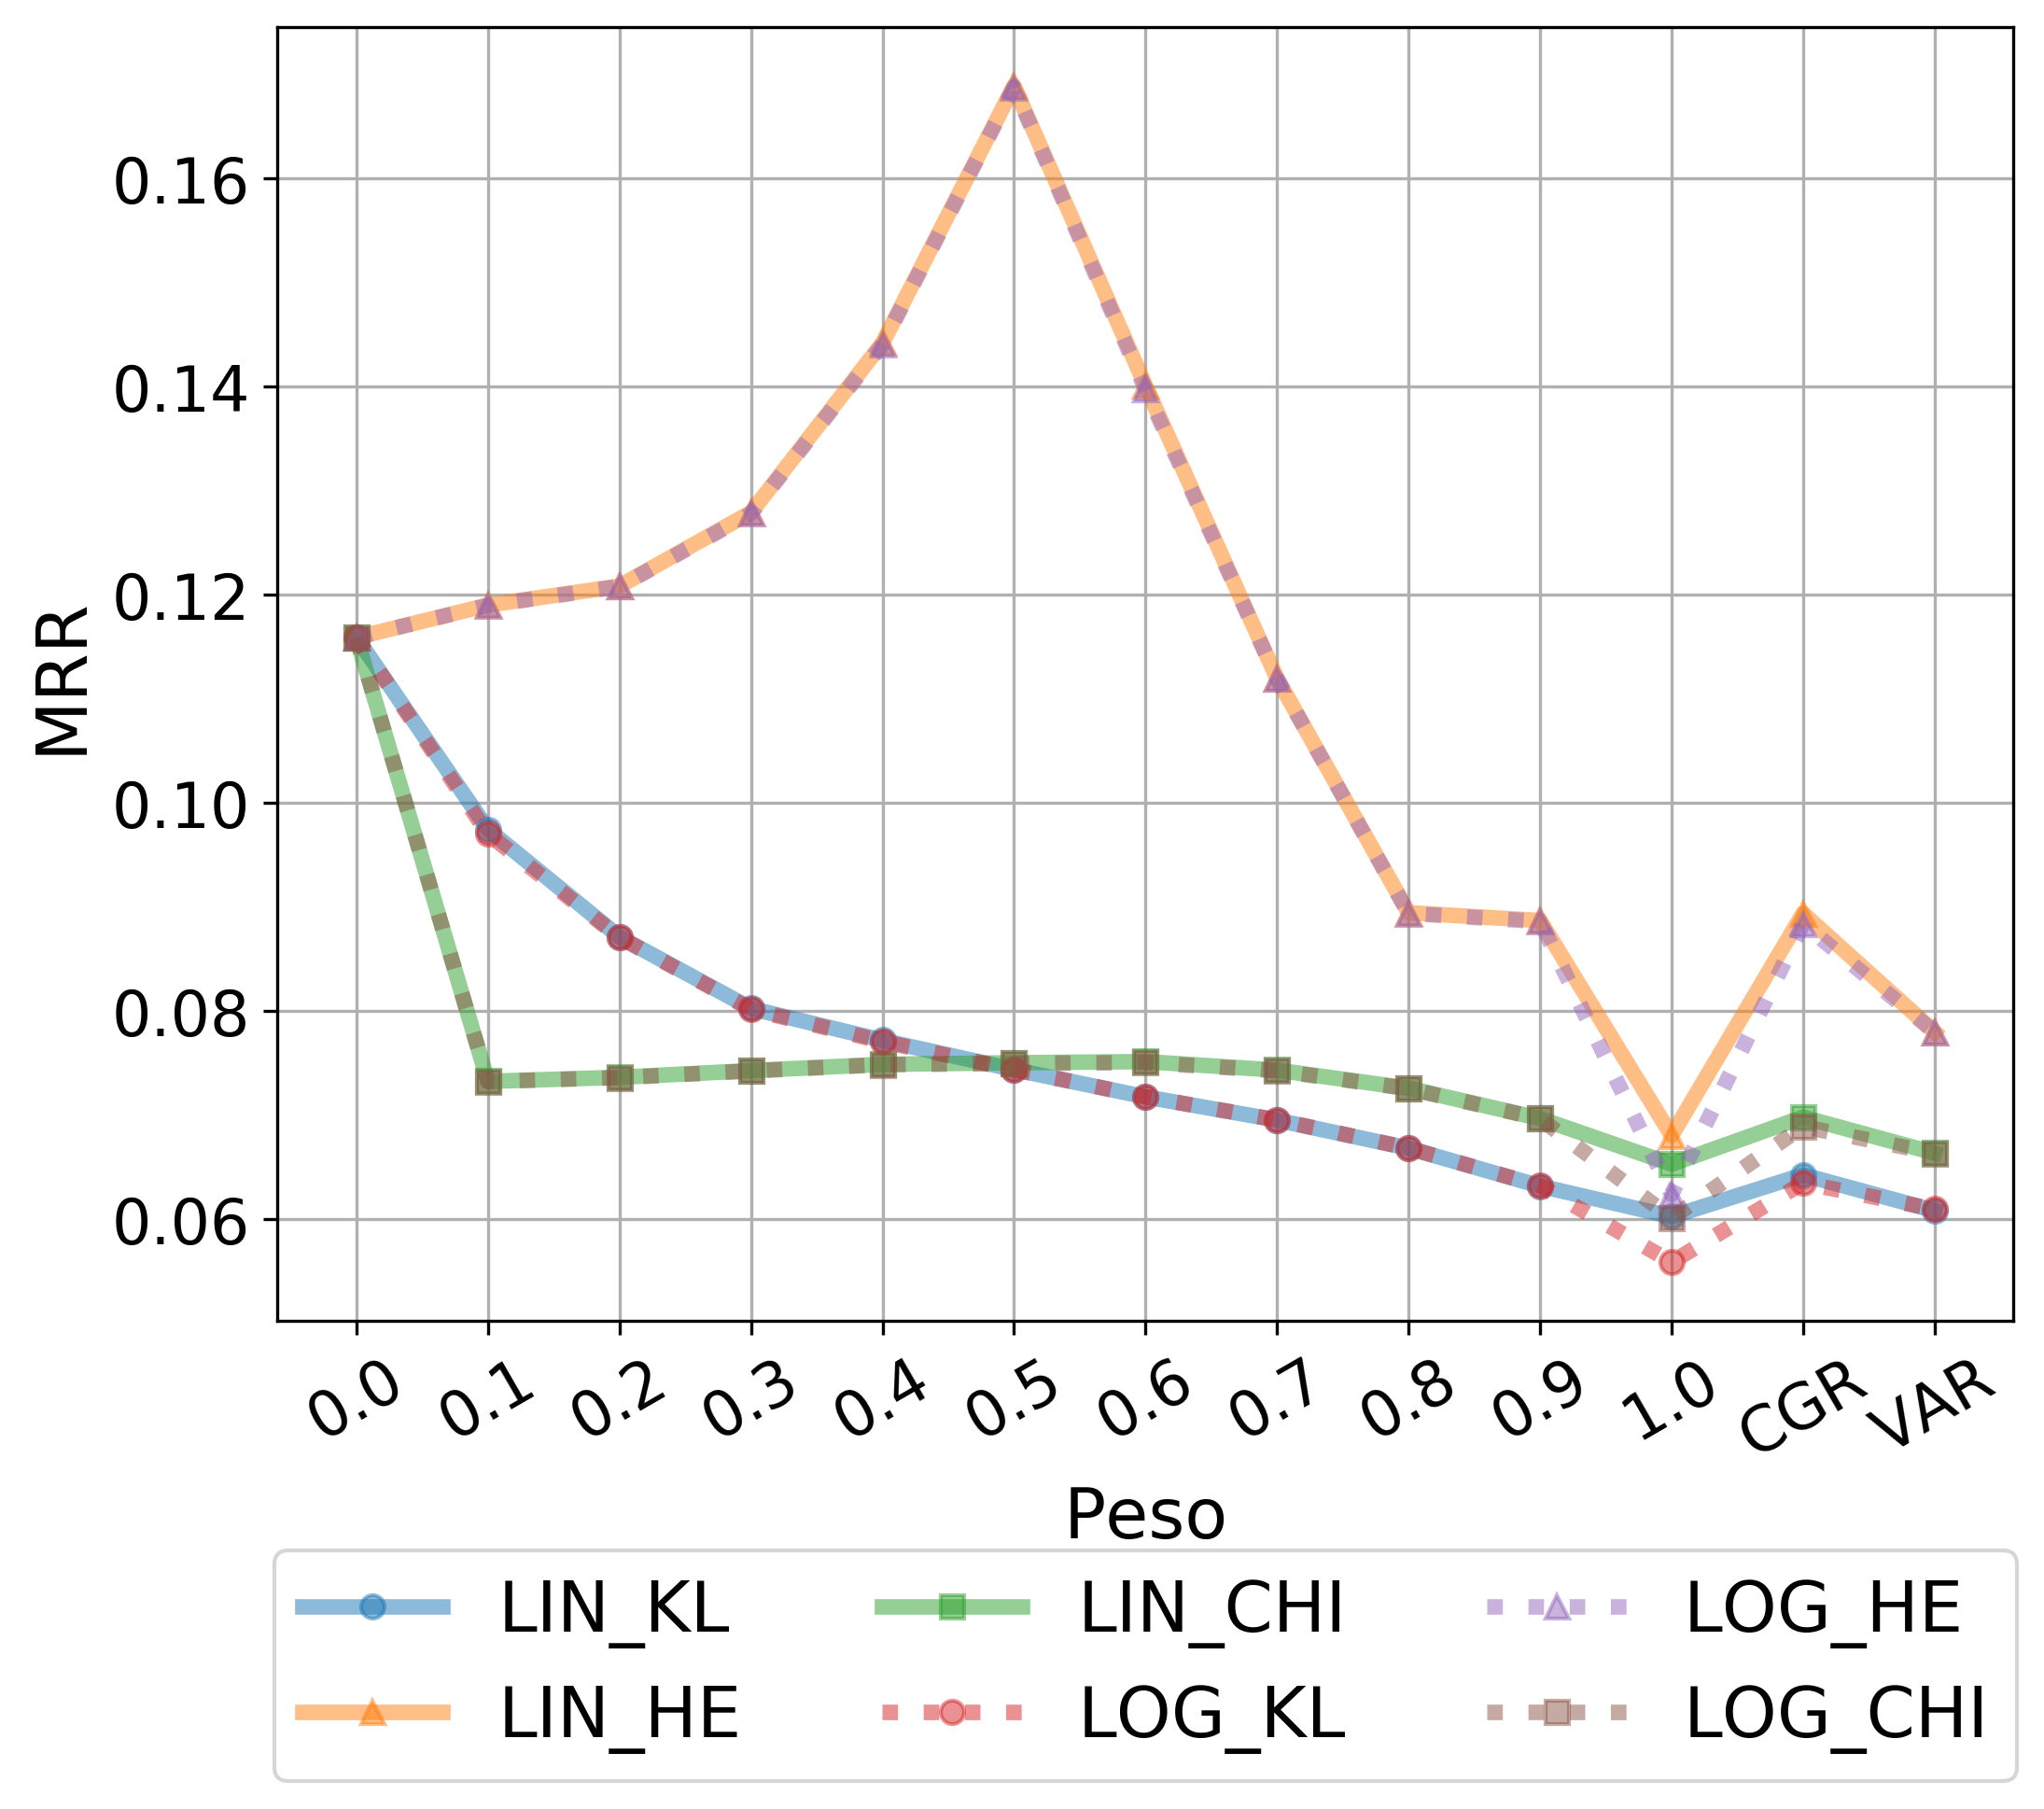 MRR
0.16
0.14
0.12
0.10
0.08
0.06
0.0 0.1 0.2 0.3 0.4 0.5 0.6 0.7 0.8 0.9 1.0 CGR VAR
Peso
LIN_KL LIN_CHI LOG_HE
LIN_HE LOG_KL LOG_CHI